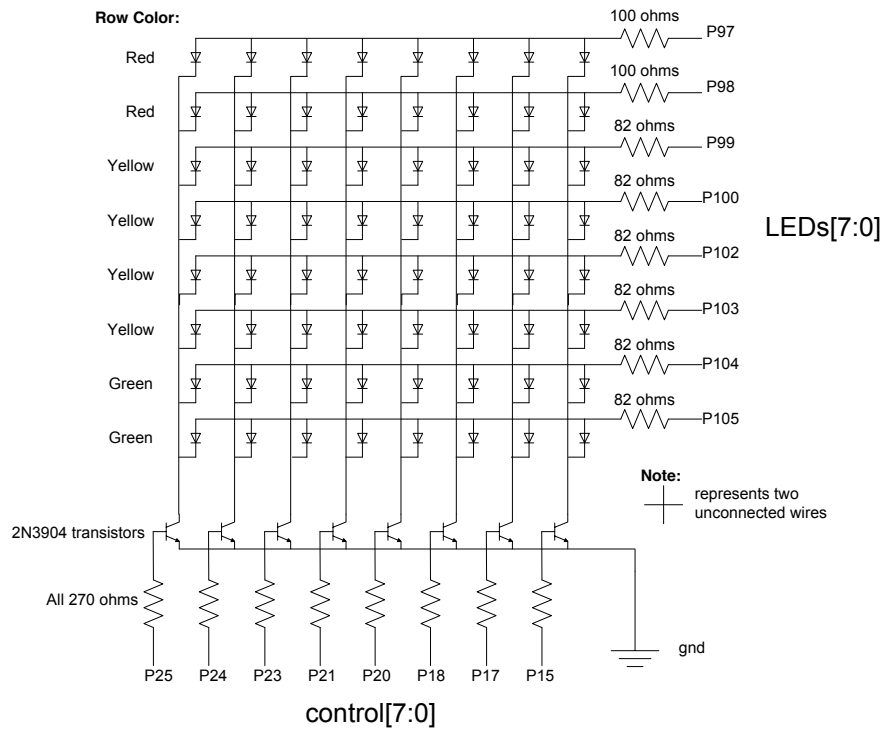 Row Color:
100 ohms
P97
Red
100 ohms
P98
Red
82 ohms
P99
Yellow
82 ohms
P100
Yellow
LEDs[7:0]
82 ohms
P102
Yellow
82 ohms
P103
Yellow
82 ohms
P104
Green
82 ohms
P105
Green
Note:
represents two
unconnected wires
2N3904 transistors
All 270 ohms
gnd
P25 P24 P23 P21 P20 P18 P17 P15
control[7:0]